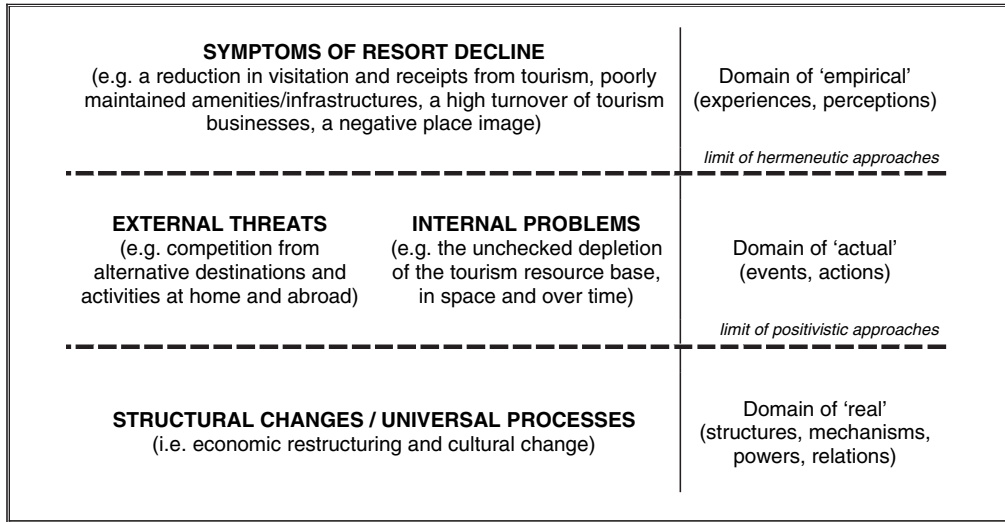 SYMPTOMS OF RESORT DECLINE
(e.g. a reduction in visitation and receipts from tourism, poorly
maintained amenities/infrastructures, a high turnover of tourism
businesses, a negative place image)
Domain of ‘empirical’
(experiences, perceptions)
limit of hermeneutic approaches
EXTERNAL THREATS
(e.g. competition from
alternative destinations and
activities at home and abroad)
INTERNAL PROBLEMS
(e.g. the unchecked depletion
of the tourism resource base,
in space and over time)
Domain of ‘actual’
(events, actions)
limit of positivistic approaches
STRUCTURAL CHANGES / UNIVERSAL PROCESSES
(i.e. economic restructuring and cultural change)
Domain of ‘real’
(structures, mechanisms,
powers, relations)